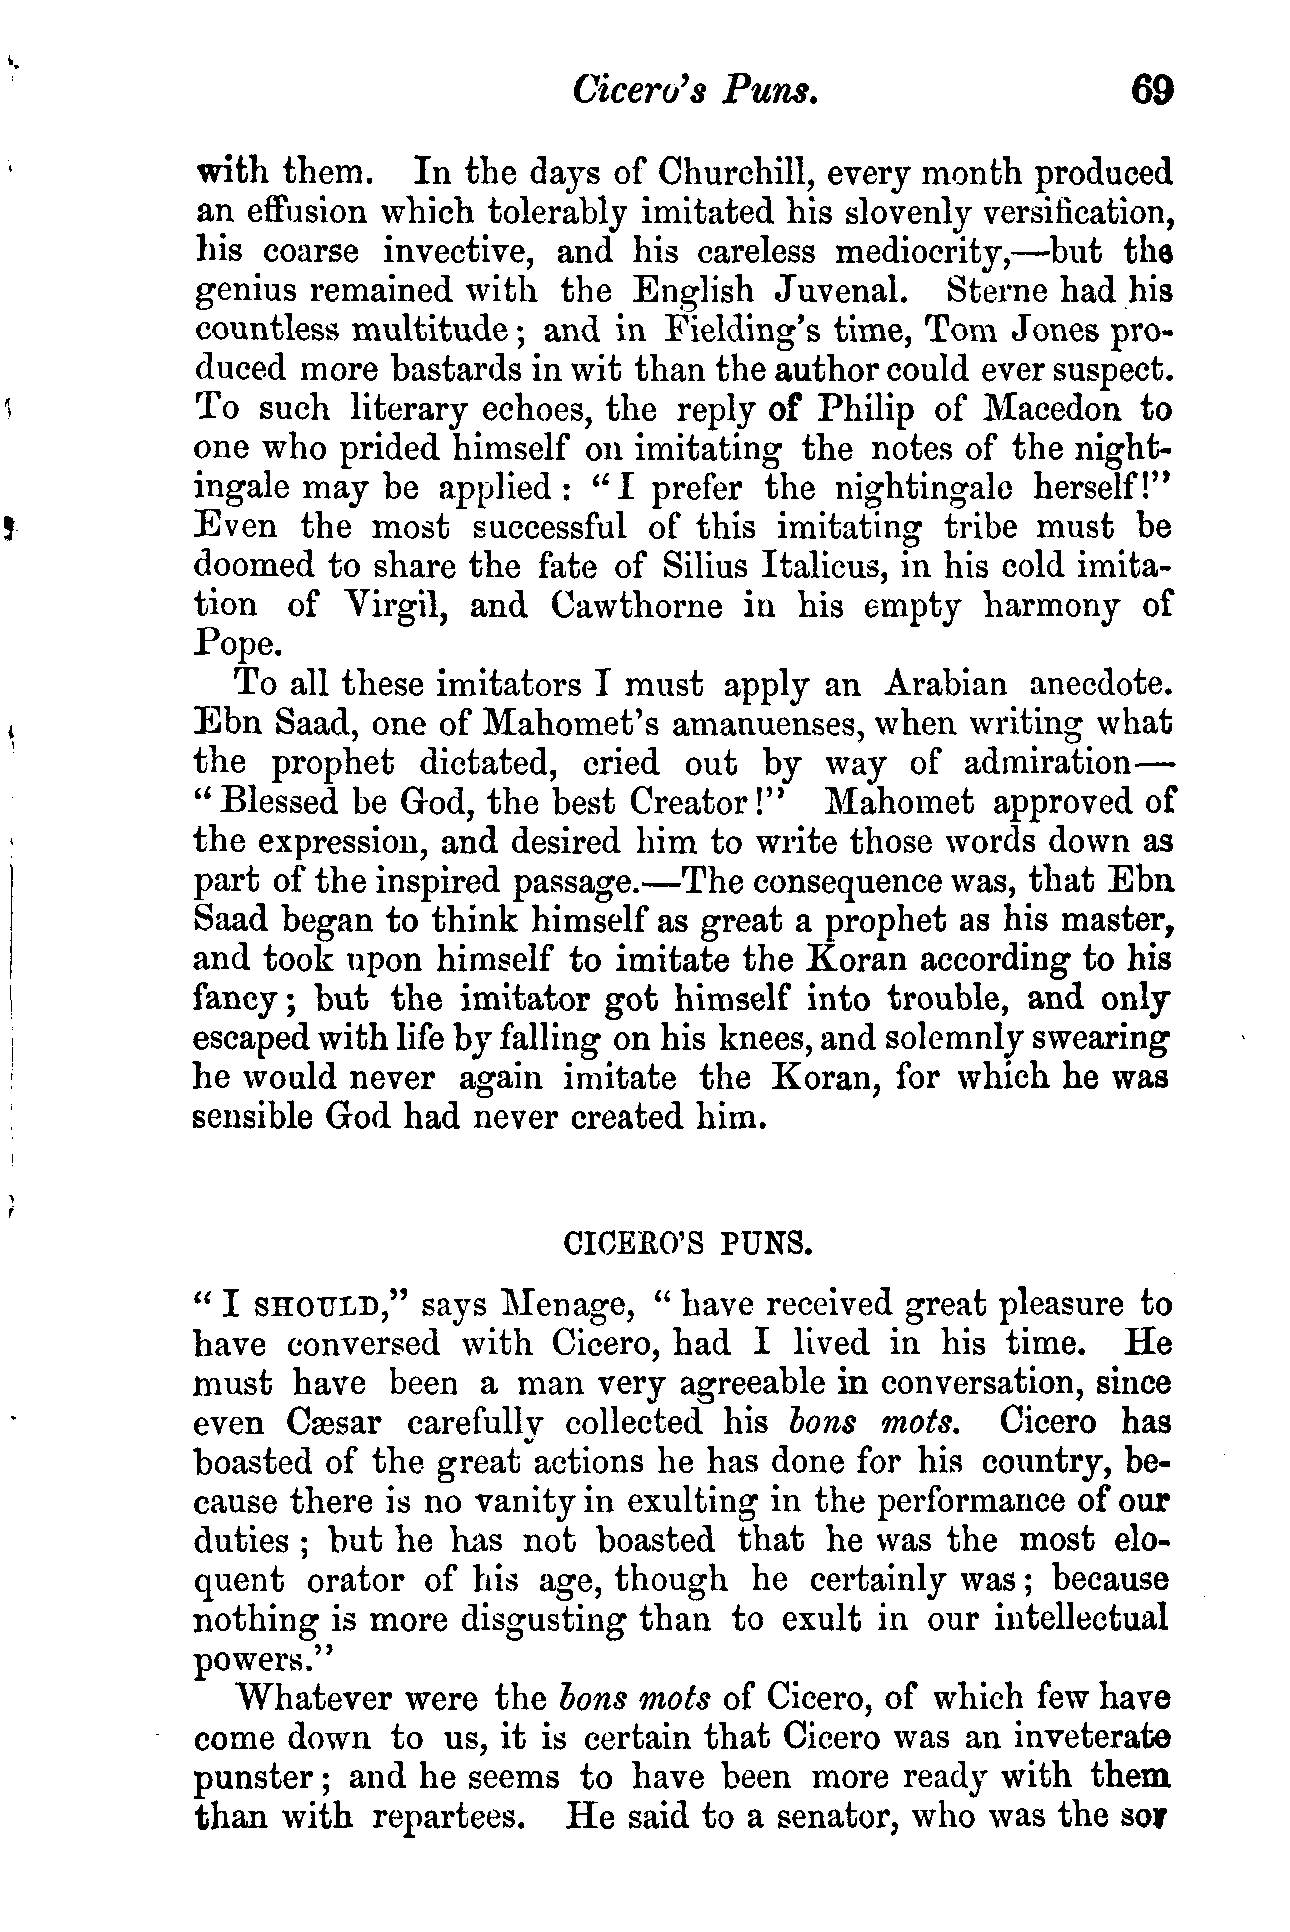 Cicero's Puns. 69
with them. In the days of Churchill, every month produced
an effusion which tolerably imitated his slovenly versification,
his coarse invective, and his careless mediocrity,—but the
genius remained with the English Juvenal. Sterne had his
countless multitude; and in Fielding's time, Tom Jones pro-
duced more bastards in wit than the author could ever suspect.
To such literary echoes, the reply of Philip of Macedon to
one who prided himself on imitating the notes of the night-
ingale may be applied: "I prefer the nightingale herself!"
Even the most successful of this imitating tribe must be
doomed to share the fate of Silius Italicus, in his cold imita-
tion of Virgil, and Cawthorne in his empty harmony of
Pope.
To all these imitators I must apply an Arabian anecdote.
Ebn Saad, one of Mahomet's amanuenses, when writing what
the prophet dictated, cried out by way of admiration—
"Blessed be God, the best Creator!" Mahomet approved of
the expression, and desired him to write those words down as
part of the inspired passage.—The consequence was, that Ebn
Saad began to think himself as great a prophet as his master,
and took upon himself to imitate the Koran according to his
fancy; but the imitator got himself into trouble, and only
escaped with life by falling on his knees, and solemnly swearing
he would never again imitate the Koran, for which he was
sensible God had never created him.
CICERO'S PUNS.
"I SHOULD," says Menage, "have received great pleasure to
have conversed with Cicero, had I lived in his time. He
must have been a man very agreeable in conversation, since
even Cæsar carefully collected his bons mots. Cicero has
boasted of the great actions he has done for his country, be-
cause there is no vanity in exulting in the performance of our
duties; but he has not boasted that he was the most elo-
quent orator of his age, though he certainly was; because
nothing is more disgusting than to exult in our intellectual
powers."
Whatever were the bons mots of Cicero, of which few have
come down to us, it is certain that Cicero was an inveterate
punster; and he seems to have been more ready with them
than with repartees. He said to a senator, who was the sor